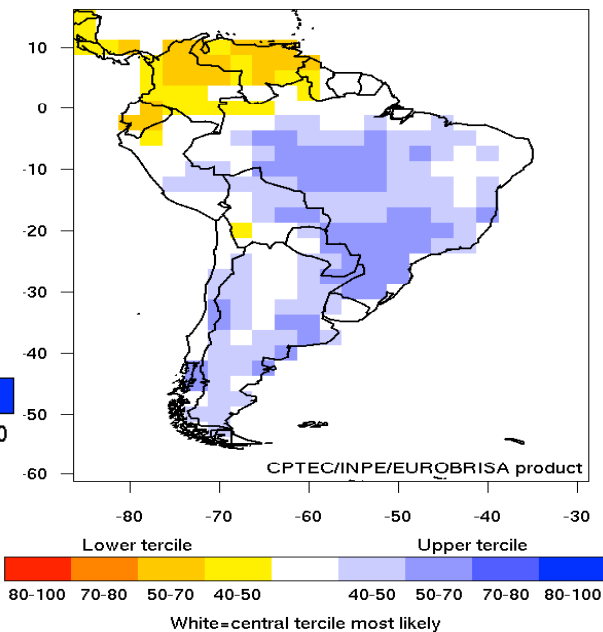 10
0
-10
-20
-30
-40
-50
-60
0
CPTEC/INPE/EUROBRISA product
-80 -70 -60 -50 -40 -30
Lower tercile Upper tercile
80-100 70-80 50-70 40-50 40-50 50-70 70-80 80-100
White=central tercile most likely